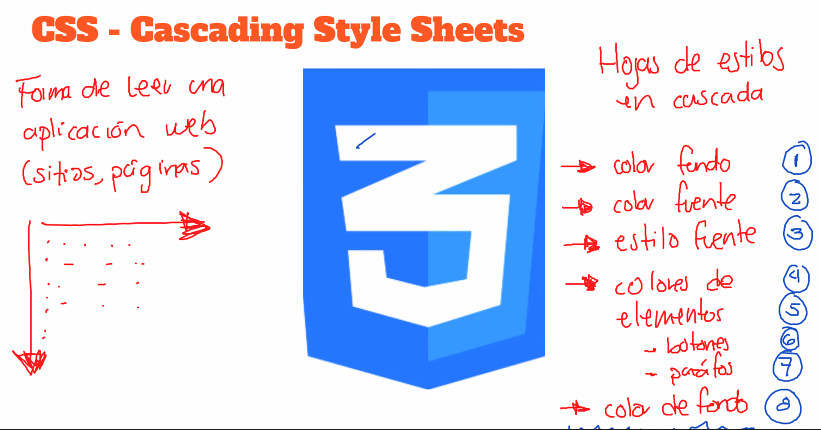 CSS - Cascading Style Sheets
Forma de leer una
aplicación web
(sitios, páginas)
3
Hojas de estilos
en cascada
→ color fondo 1
→ color fuente 2
→ estilo fuente 3
→ colores de 4
elementos 5
- botones 6
- paráfos 7
→ color de fondo 8